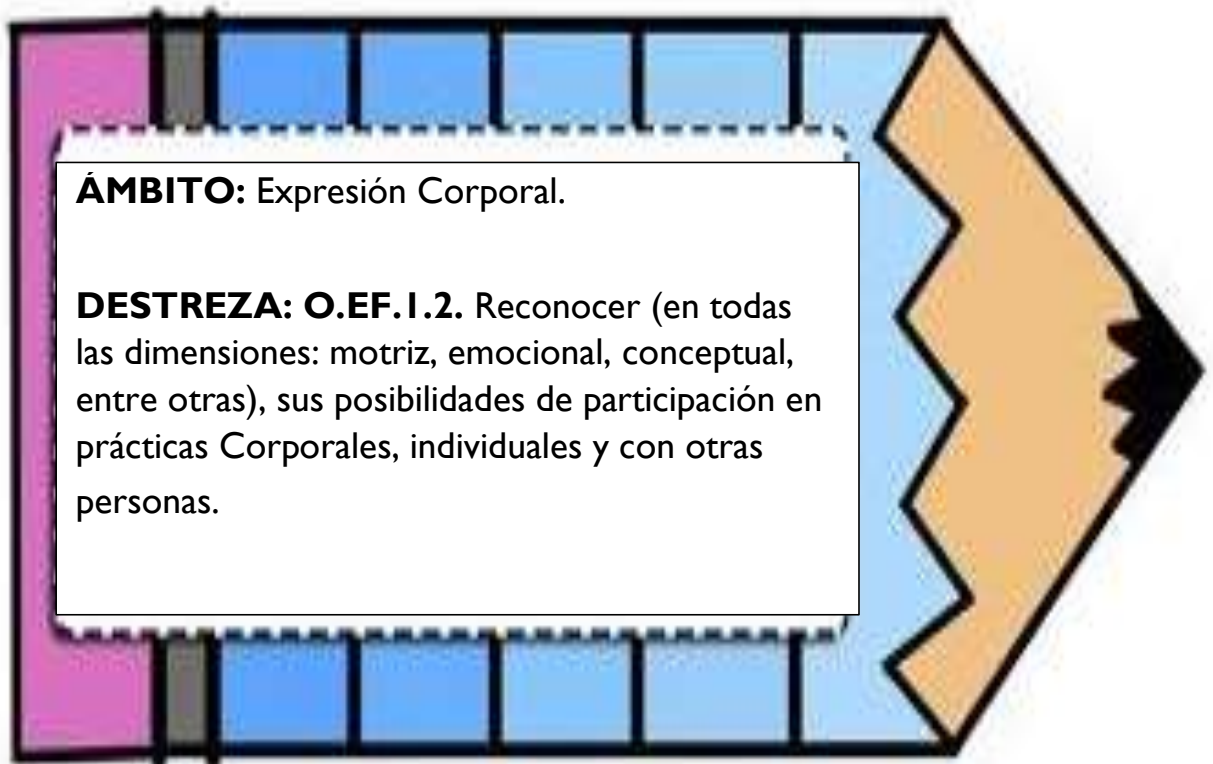 ÁMBITO: Expresión Corporal.
DESTREZA: O.EF.1.2. Reconocer (en todas
las dimensiones: motriz, emocional, conceptual,
entre otras), sus posibilidades de participación en
prácticas Corporales, individuales y con otras
personas.